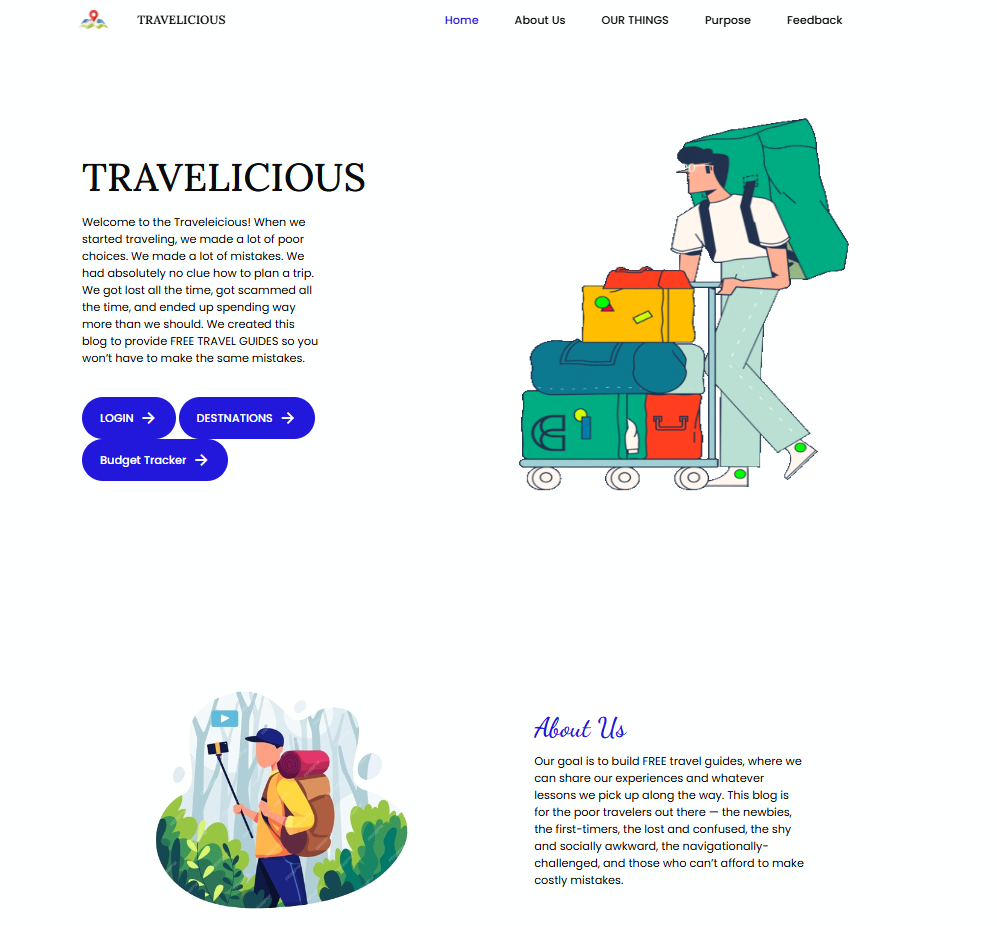 TRAVELICIOUS
Home
About Us
OUR THINGS
Purpose
Feedback
TRAVELICIOUS
Welcome to the Traveleicious! When we
started traveling, we made a lot of poor
choices. We made a lot of mistakes. We
had absolutely no clue how to plan a trip.
We got lost all the time, got scammed all
the time, and ended up spending way
more than we should. We created this
blog to provide FREE TRAVEL GUIDES so you
won’t have to make the same mistakes.
LOGIN
DESTNATIONS
Budget Tracker
About Us
Our goal is to build FREE travel guides, where we
can share our experiences and whatever
lessons we pick up along the way. This blog is
for the poor travelers out there — the newbies,
the first-timers, the lost and confused, the shy
and socially awkward, the navigationally-
challenged, and those who can’t afford to make
costly mistakes.